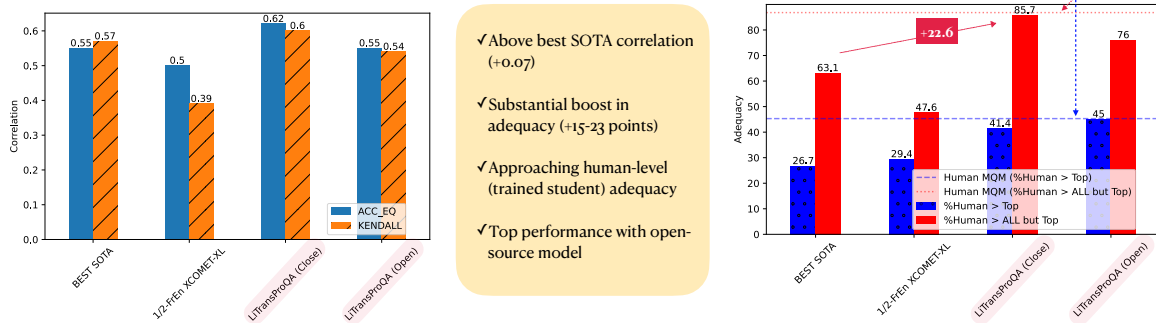 0.62
0.6
0.55
0.57
0.55
0.54
0.5
0.39
0.6
0.5
0.4
0.3
0.2
0.1
0,0
Correlation
ACC_EQ
KENDALL
BEST SOTA
1/2-FrEn XCOMET-XL
LiTransProQA (Close)
LiTransProQA (Open)
✓Above best SOTA correlation
(+0.07)
✓Substantial boost in
adequacy (+15-23 points)
✓Approaching human-level
(trained student) adequacy
✓Top performance with open-
source model
80
70
60
50
40
30
20
10
0
Adequacy
+22.6
85.7
76
63.1
47.6
41.4
45
26.7
29.4
Human MQM (%Human > Top)
Human MQM (%Human > ALL but Top)
%Human > Top
%Human > ALL but Top
BEST SOTA
1/2-FrEn XCOMET-XL
LiTransProQA (Close)
LiTransProQA (Open)